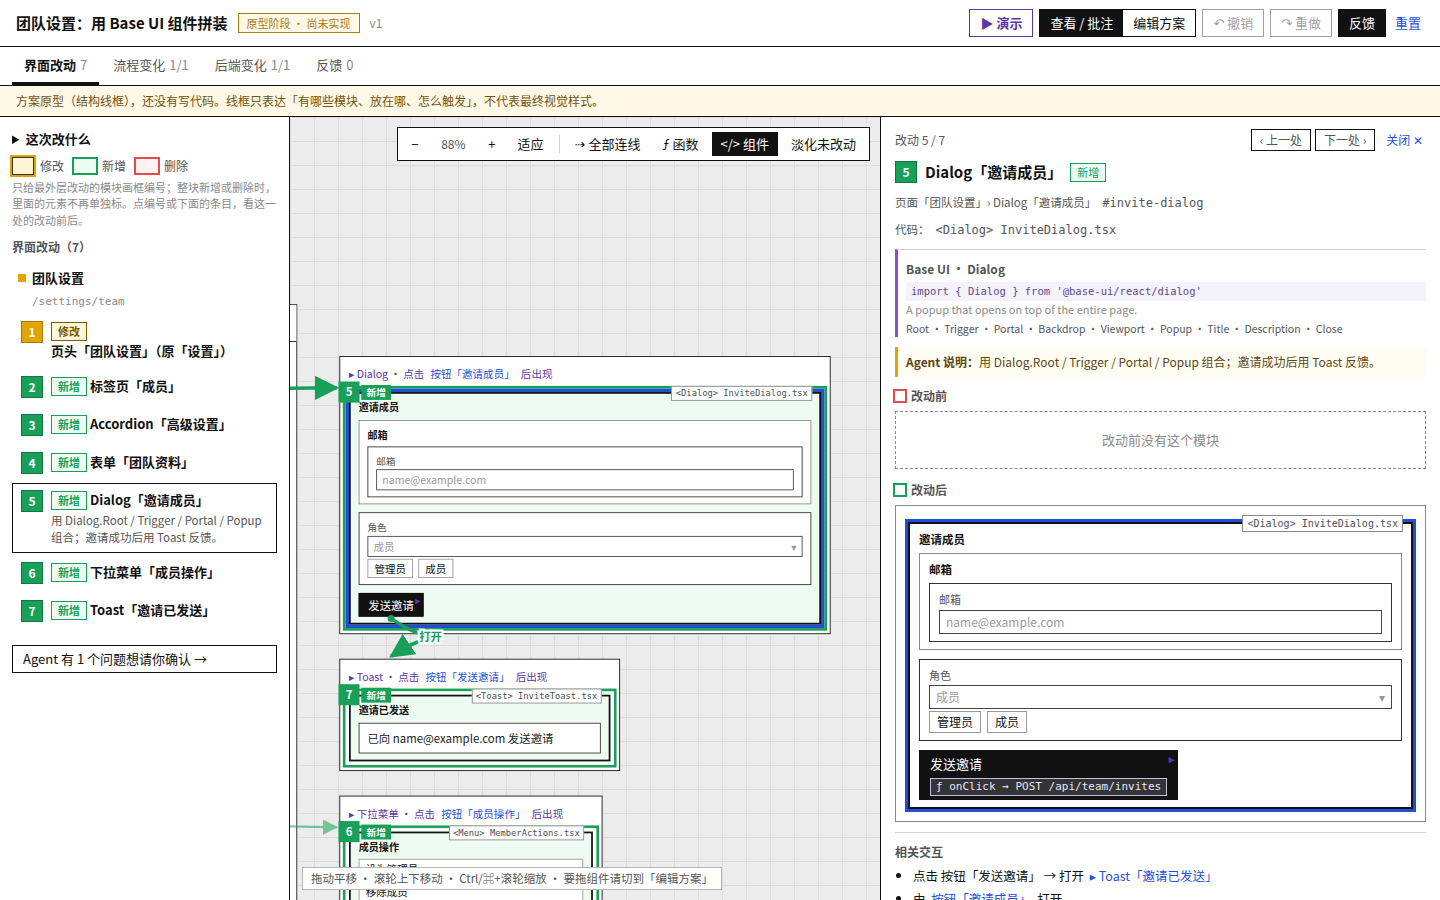 团队设置：用 Base UI 组件拼装
原型阶段 · 尚未实现
v1
▶ 演示
查看 / 批注
编辑方案
↶ 撤销
↷ 重做
反馈
重置
界面改动 7
流程变化 1/1
后端变化 1/1
反馈 0
方案原型（结构线框），还没有写代码。线框只表达「有哪些模块、放在哪、怎么触发」，不代表最终视觉样式。
▶ 这次改什么
修改
新增
删除
只给最外层改动的模块画框编号；整块新增或删除时，
里面的元素不再单独标。点编号或下面的条目，看这一
处的改动前后。
界面改动（7）
团队设置
/settings/team
1
修改
页头「团队设置」（原「设置」）
2 新增 标签页「成员」
3 新增 Accordion「高级设置」
4 新增 表单「团队资料」
5 新增 Dialog「邀请成员」
用 Dialog.Root / Trigger / Portal / Popup
组合；邀请成功后用 Toast 反馈。
6 新增 下拉菜单「成员操作」
7 新增 Toast「邀请已发送」
Agent 有 1 个问题想请你确认 →
− 88% + 适应
⇢ 全部连线
ƒ 函数
</> 组件
淡化未改动
▸ Dialog · 点击 按钮「邀请成员」 后出现
5 新增
<Dialog> InviteDialog.tsx
邀请成员
邮箱
邮箱
name@example.com
角色
成员 ▾
管理员
成员
发送邀请
打开
▸ Toast · 点击 按钮「发送邀请」 后出现
7 新增
<Toast> InviteToast.tsx
邀请已发送
已向 name@example.com 发送邀请
▸ 下拉菜单 · 点击 按钮「成员操作」 后出现
6 新增
<Menu> MemberActions.tsx
成员操作
移除成员
拖动平移 · 滚轮上下移动 · Ctrl/⌘+滚轮缩放 · 要拖组件请切到「编辑方案」
改动 5 / 7
‹ 上一处
下一处 ›
关闭 ✕
5 Dialog「邀请成员」 新增
页面「团队设置」 › Dialog「邀请成员」 #invite-dialog
代码： <Dialog> InviteDialog.tsx
Base UI · Dialog
import { Dialog } from '@base-ui/react/dialog'
A popup that opens on top of the entire page.
Root · Trigger · Portal · Backdrop · Viewport · Popup · Title · Description · Close
Agent 说明：用 Dialog.Root / Trigger / Portal / Popup 组合；邀请成功后用 Toast 反馈。
改动前
改动前没有这个模块
改动后
<Dialog> InviteDialog.tsx
邀请成员
邮箱
邮箱
name@example.com
角色
成员 ▾
管理员
成员
发送邀请
ƒ onClick → POST /api/team/invites
相关交互
点击 按钮「发送邀请」 → 打开 ▸ Toast「邀请已发送」
由 按钮「邀请成员」 打开